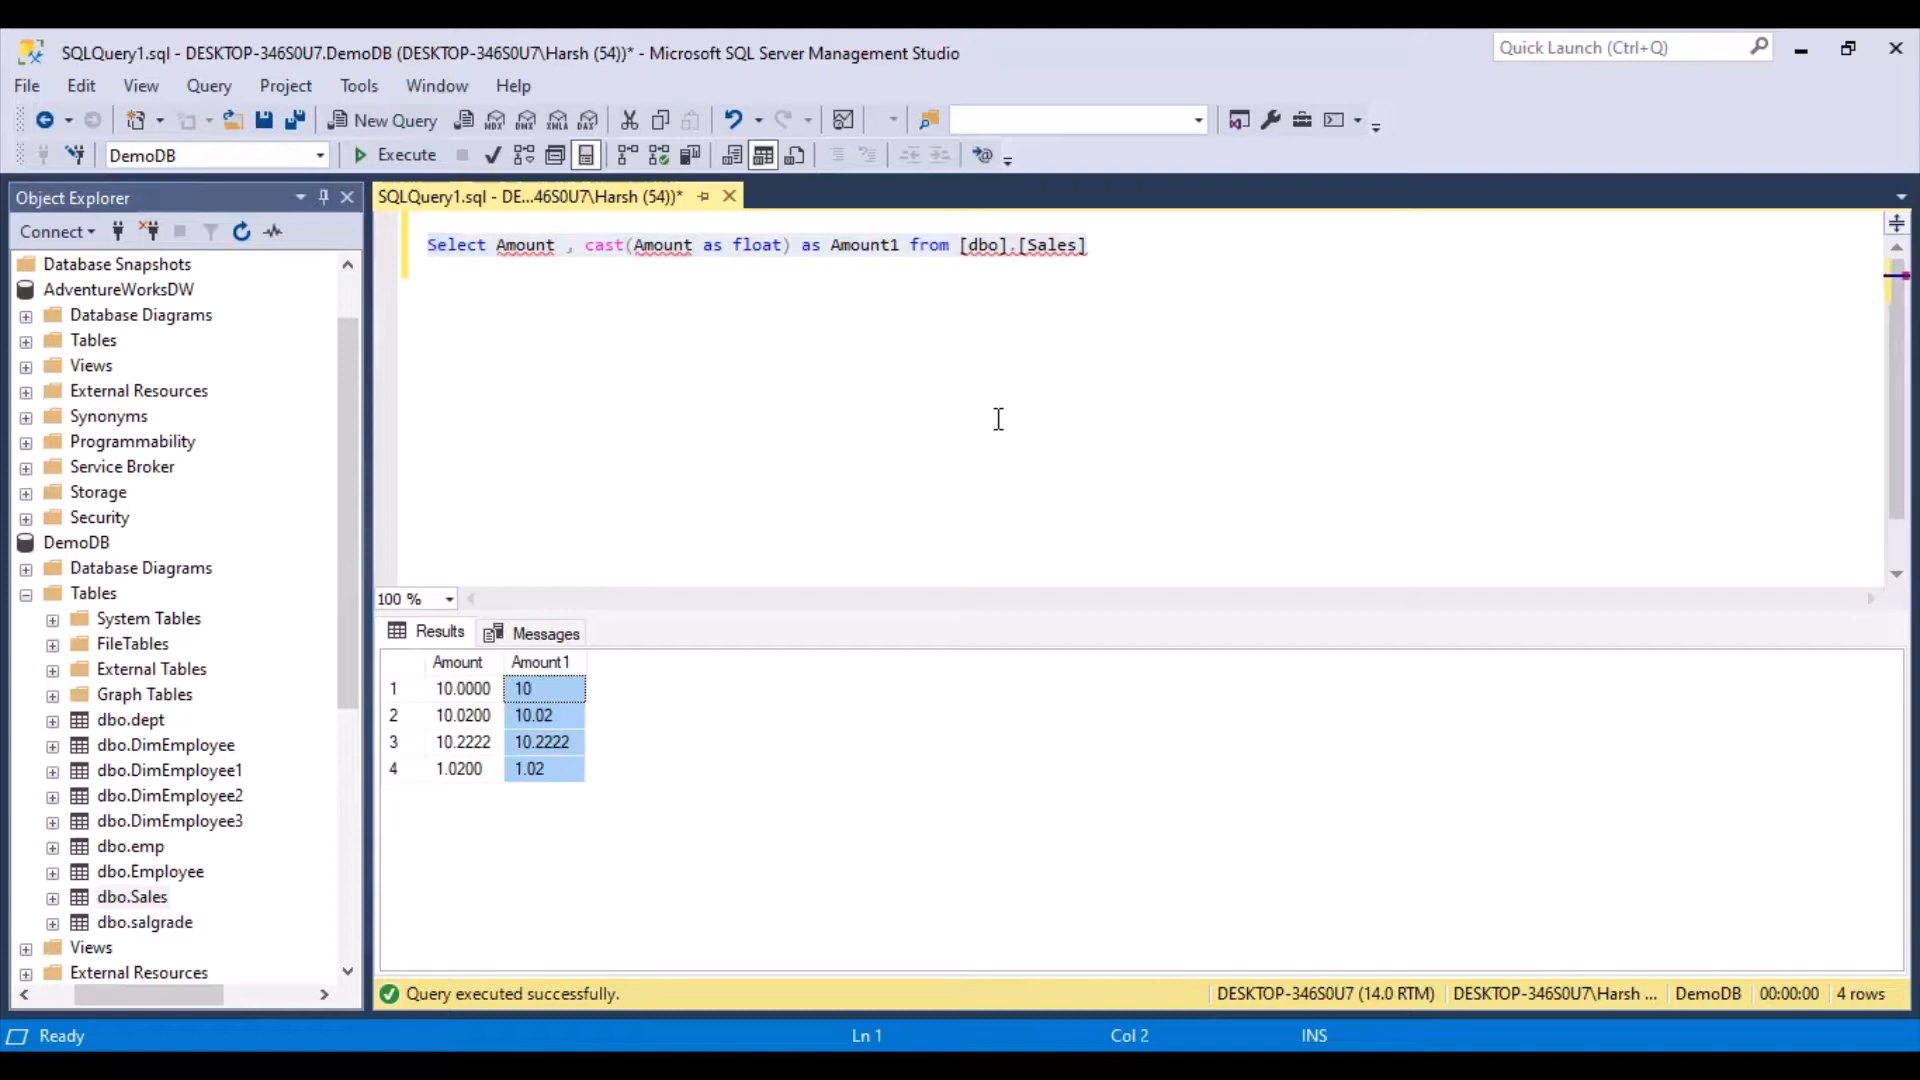 SQLQuery1.sql - DESKTOP-346S0U7.DemoDB (DESKTOP-346S0U7\Harsh (54))* - Microsoft SQL Server Management Studio
Quick Launch (Ctrl+Q)
File Edit View Query Project Tools Window Help
New Query MDX DMX XMLA DAX
DemoDB Execute
Object Explorer
SQLQuery1.sql - DE...46S0U7\Harsh (54))*
Connect
Select Amount , cast(Amount as float) as Amount1 from [dbo].[Sales]
Database Snapshots
AdventureWorksDW
Database Diagrams
Tables
Views
External Resources
Synonyms
Programmability
Service Broker
Storage
Security
DemoDB
Database Diagrams
Tables
System Tables
FileTables
External Tables
Graph Tables
dbo.dept
dbo.DimEmployee
dbo.DimEmployee1
dbo.DimEmployee2
dbo.DimEmployee3
dbo.emp
dbo.Employee
dbo.Sales
dbo.salgrade
Views
External Resources
100 %
Results Messages
Amount Amount1
1 10.0000 10
2 10.0200 10.02
3 10.2222 10.2222
4 1.0200 1.02
Query executed successfully.
DESKTOP-346S0U7 (14.0 RTM) DESKTOP-346S0U7\Harsh ... DemoDB 00:00:00 4 rows
Ready Ln 1 Col 2 INS